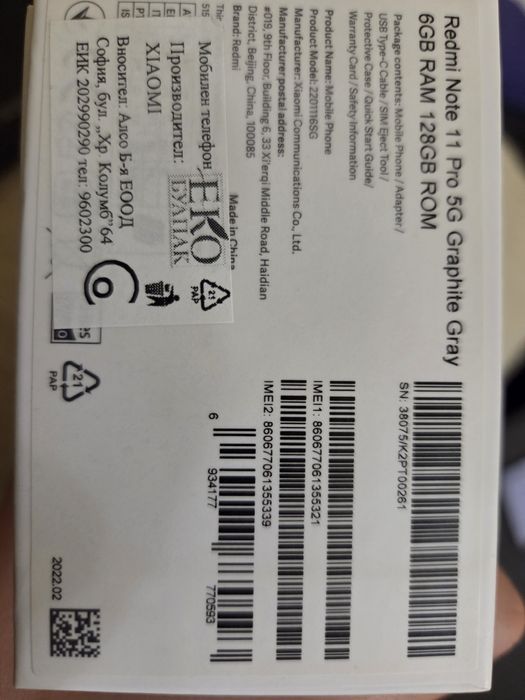 Redmi Note 11 Pro 5G Graphite Gray
6GB RAM 128GB ROM
Package contents: Mobile Phone / Adapter /
USB Type-C Cable / SIM Eject Tool /
Protective Case / Quick Start Guide/
Warranty Card / Safety Information
Product Name: Mobile Phone
Product Model: 2201116SG
Manufacturer: Xiaomi Communications Co., Ltd.
Manufacturer postal address:
#019, 9th Floor, Building 6, 33 Xi'erqi Middle Road, Haidian
District, Beijing, China, 100085
Brand: Redmi
Made in China
SN: 38075/K2PT00261
IMEI1: 860677061355321
IMEI2: 860677061355339
6 934177 770593
2022.02
Мобилен телефон
Производител:
XIAOMI
Вносител: Алсо Б-я ЕООД
София, бул. „Хр. Колумб“ 64
ЕИК 202990290 тел: 9602300
ЕКО
БУЛПАК
21
PAP
21
PAP